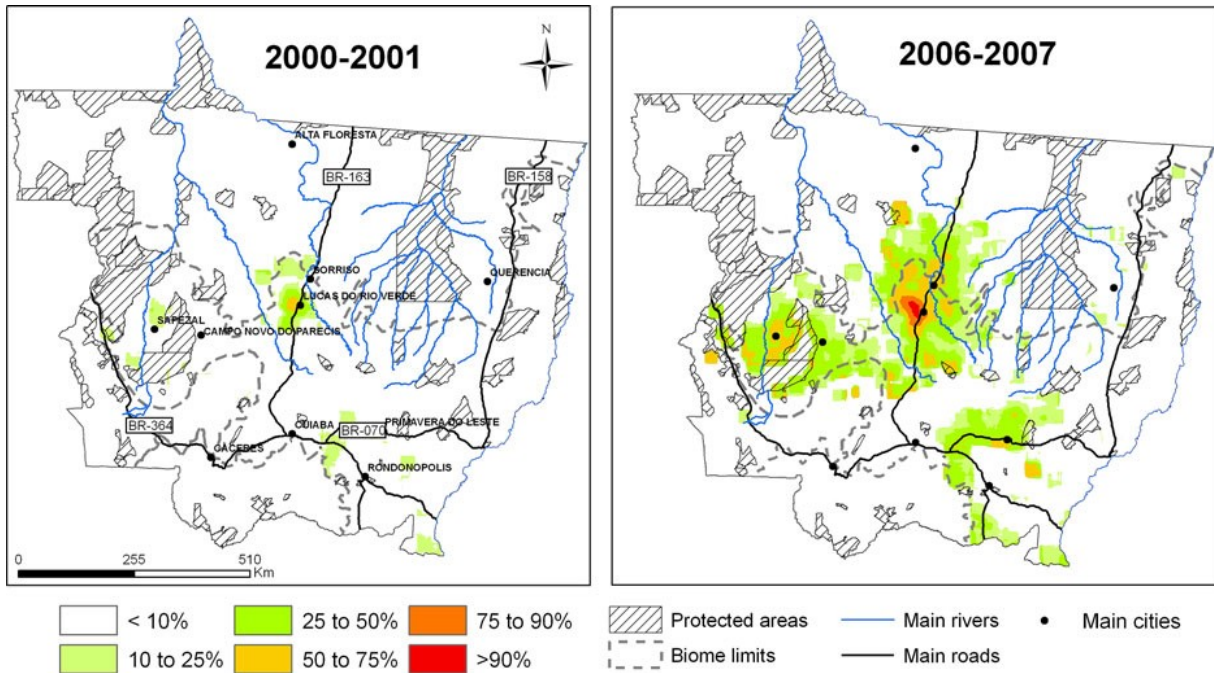 2000-2001
N
2006-2007
ALTA FLORESTA
BR-163
BR-158
SORRISO
QUERENCIA
LUCAS DO RIO VERDE
SAPEZAL
CAMPO NOVO DO PARECIS
BR-364
CUIABA
BR-070
PRIMAVERA DO LESTE
CACERES
RONDONOPOLIS
0 255 510
Km
< 10% 25 to 50% 75 to 90% Protected areas Main rivers Main cities
10 to 25% 50 to 75% >90% Biome limits Main roads